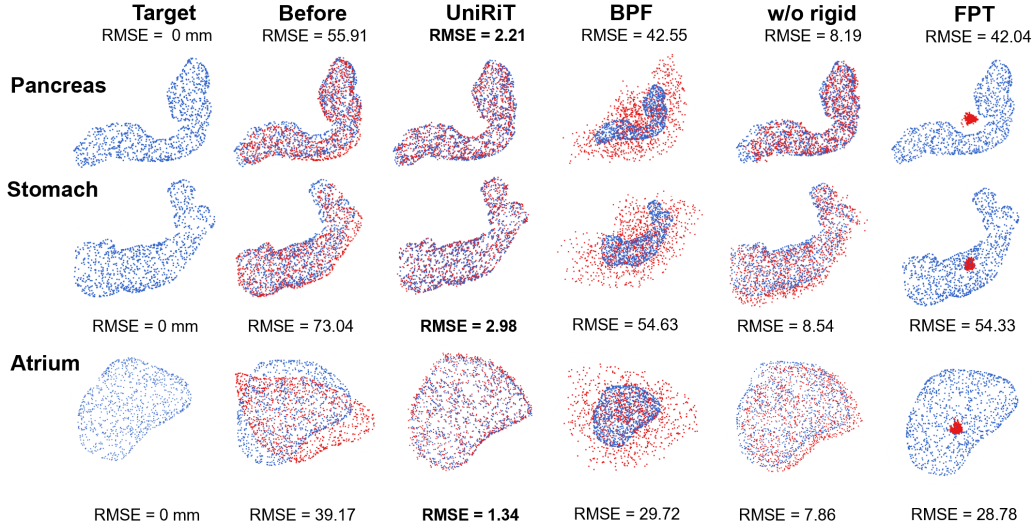 Target Before UniRiT BPF w/o rigid FPT
RMSE = 0 mm RMSE = 55.91 RMSE = 2.21 RMSE = 42.55 RMSE = 8.19 RMSE = 42.04
Pancreas
Stomach
RMSE = 0 mm RMSE = 73.04 RMSE = 2.98 RMSE = 54.63 RMSE = 8.54 RMSE = 54.33
Atrium
RMSE = 0 mm RMSE = 39.17 RMSE = 1.34 RMSE = 29.72 RMSE = 7.86 RMSE = 28.78